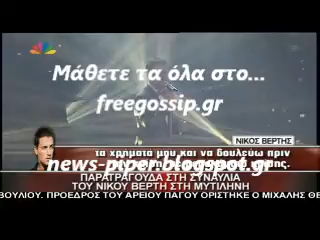 Μάθετε τα όλα στο...
freegossip.gr
ΝΙΚΟΣ ΒΕΡΤΗΣ
τα χρήματά μου και να δουλεύω πριν
news-piper.blogspot.gr
ΠΑΡΑΤΡΑΓΟΥΔΑ ΣΤΗ ΣΥΝΑΥΛΙΑ
ΤΟΥ ΝΙΚΟΥ ΒΕΡΤΗ ΣΤΗ ΜΥΤΙΛΗΝΗ
ΒΟΥΛΙΟΥ. ΠΡΟΕΔΡΟΣ ΤΟΥ ΑΡΕΙΟΥ ΠΑΓΟΥ ΟΡΙΣΤΗΚΕ Ο ΜΙΧΑΛΗΣ ΘΕ